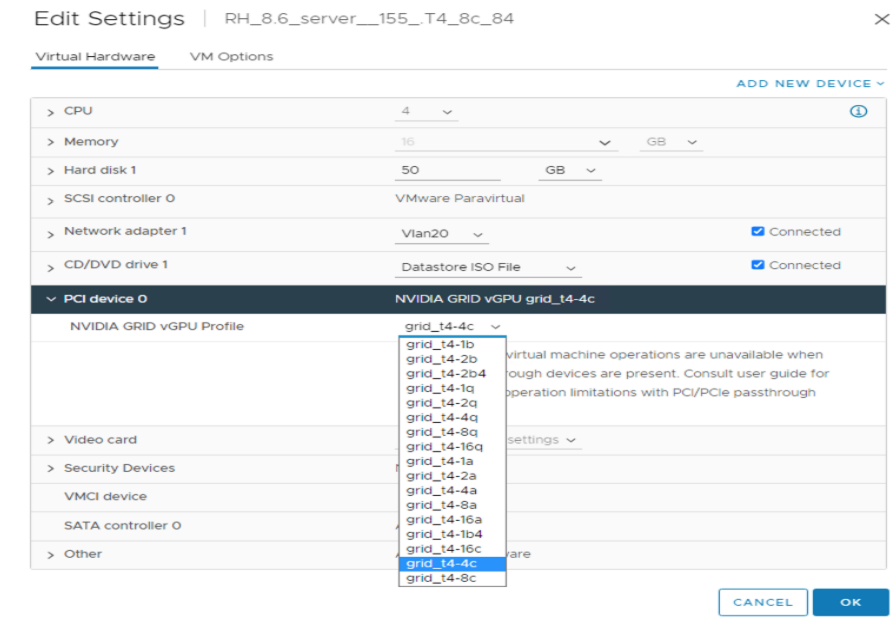 Edit Settings | RH_8.6_server__155_.T4_8c_84
Virtual Hardware VM Options
ADD NEW DEVICE
CPU 4
Memory 16 GB
Hard disk 1 50 GB
SCSI controller 0 VMware Paravirtual
Network adapter 1 Vlan20 Connected
CD/DVD drive 1 Datastore ISO File Connected
PCI device 0 NVIDIA GRID vGPU grid_t4-4c
NVIDIA GRID vGPU Profile grid_t4-4c
grid_t4-1b
grid_t4-2b
grid_t4-2b4
grid_t4-1q
grid_t4-2q
grid_t4-4q
grid_t4-8q
grid_t4-16q
grid_t4-1a
grid_t4-2a
grid_t4-4a
grid_t4-8a
grid_t4-16a
grid_t4-1b4
grid_t4-16c
grid_t4-4c
grid_t4-8c
virtual machine operations are unavailable when
rough devices are present. Consult user guide for
operation limitations with PCI/PCIe passthrough
Video card settings
Security Devices
VMCI device
SATA controller 0
Other are
CANCEL OK